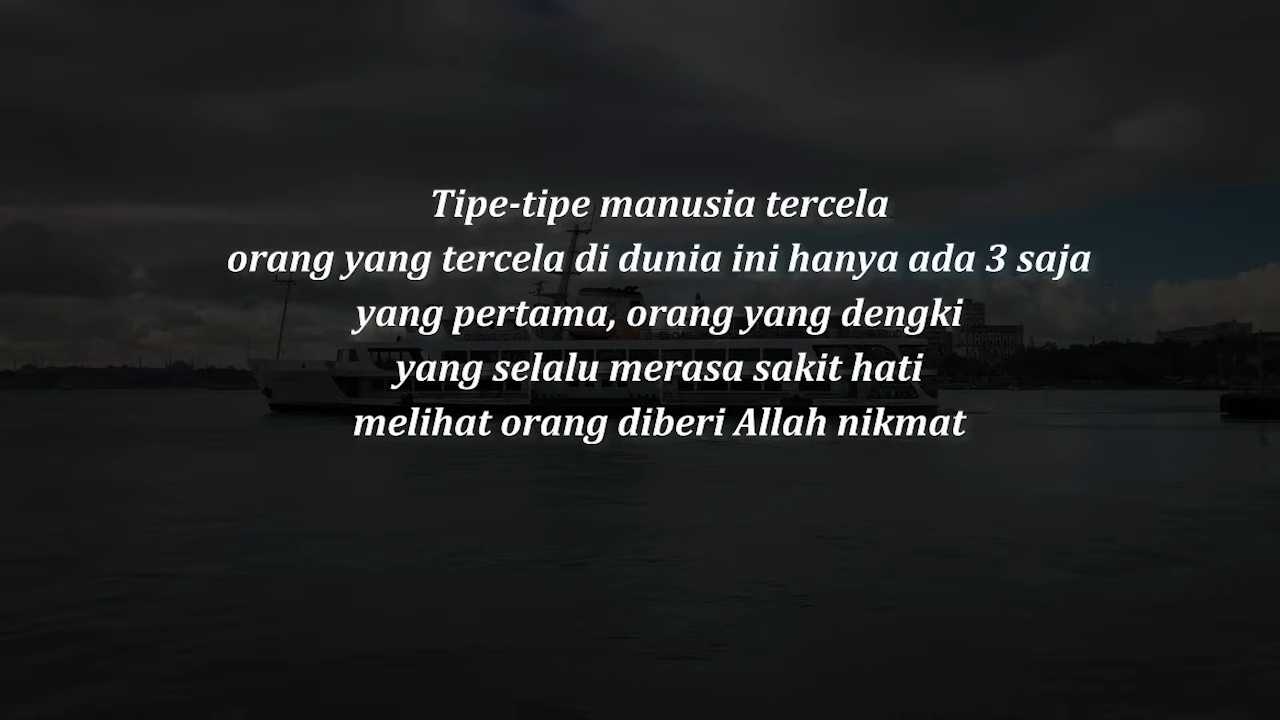 Tipe-tipe manusia tercela
orang yang tercela di dunia ini hanya ada 3 saja
yang pertama, orang yang dengki
yang selalu merasa sakit hati
melihat orang diberi Allah nikmat